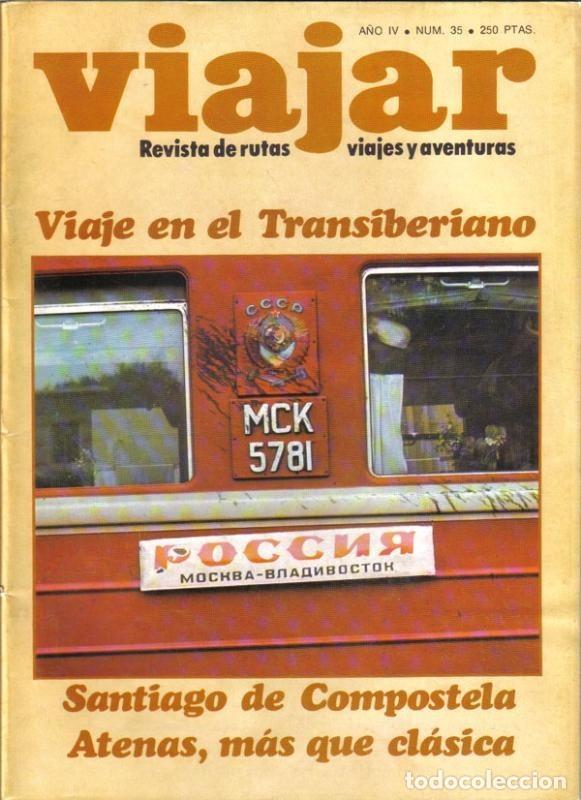 AÑO IV • NUM. 35 • 250 PTAS.
viajar
Revista de rutas viajes y aventuras
Viaje en el Transiberiano
СССР
МСК
5781
РОССИЯ
МОСКВА-ВЛАДИВОСТОК
Santiago de Compostela
Atenas, más que clásica
todocoleccion